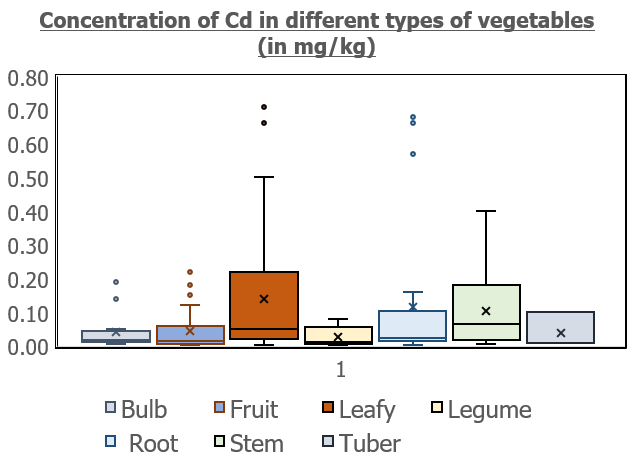 Concentration of Cd in different types of vegetables
(in mg/kg)
0.80
0.70
0.60
0.50
0.40
0.30
0.20
0.10
0.00
1
Bulb Fruit Leafy Legume
Root Stem Tuber